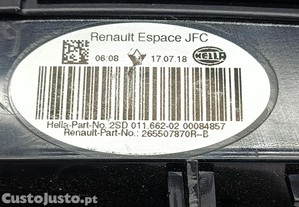 Renault Espace JFC
06:08 17.07.18
HELLA
Hella-Part-No. 2SD 011.662-02 00084857
Renault-Part-No.: 265507870R--B
CustoJusto.pt